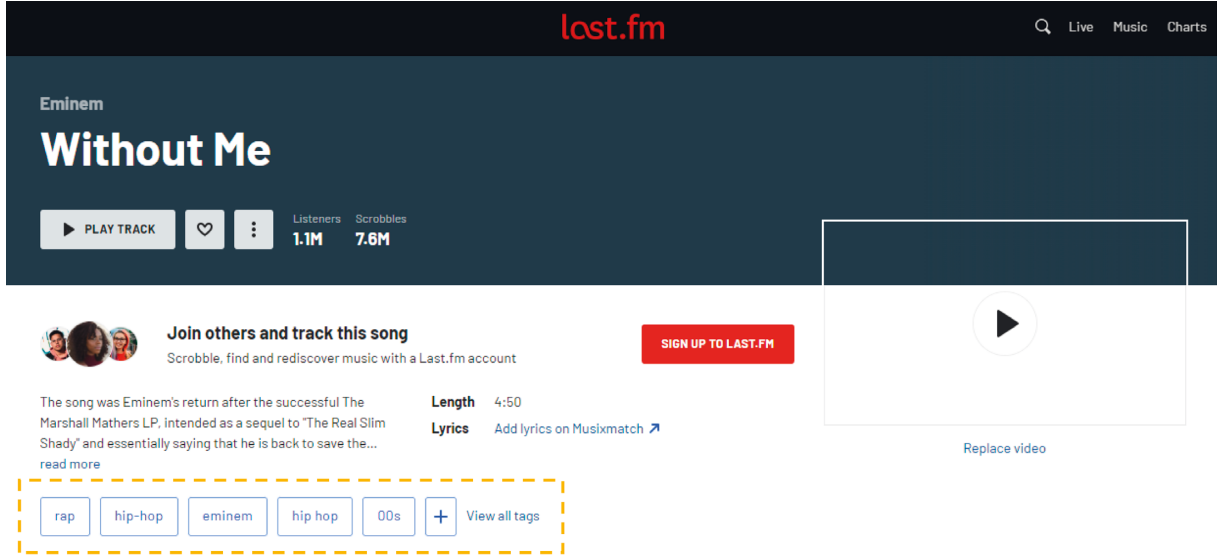 last.fm
Live Music Charts
Eminem
Without Me
PLAY TRACK
Listeners Scrobbles
1.1M 7.6M
Join others and track this song
Scrobble, find and rediscover music with a Last.fm account
SIGN UP TO LAST.FM
The song was Eminem's return after the successful The
Marshall Mathers LP, intended as a sequel to "The Real Slim
Shady" and essentially saying that he is back to save the...
read more
Length 4:50
Lyrics Add lyrics on Musixmatch
Replace video
rap hip-hop eminem hip hop 00s + View all tags